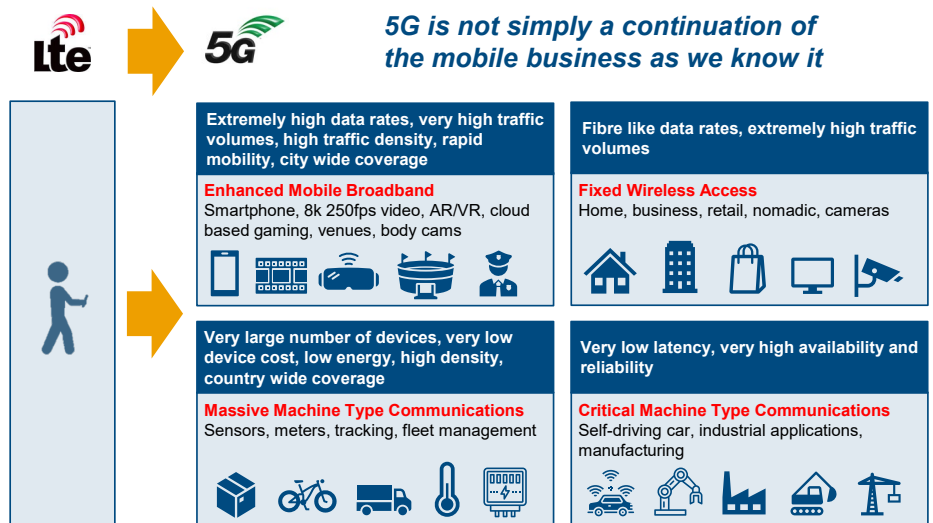 Lte
5G
5G is not simply a continuation of
the mobile business as we know it
Extremely high data rates, very high traffic
volumes, high traffic density, rapid
mobility, city wide coverage
Enhanced Mobile Broadband
Smartphone, 8k 250fps video, AR/VR, cloud
based gaming, venues, body cams
Fibre like data rates, extremely high traffic
volumes
Fixed Wireless Access
Home, business, retail, nomadic, cameras
Very large number of devices, very low
device cost, low energy, high density,
country wide coverage
Massive Machine Type Communications
Sensors, meters, tracking, fleet management
Very low latency, very high availability and
reliability
Critical Machine Type Communications
Self-driving car, industrial applications,
manufacturing